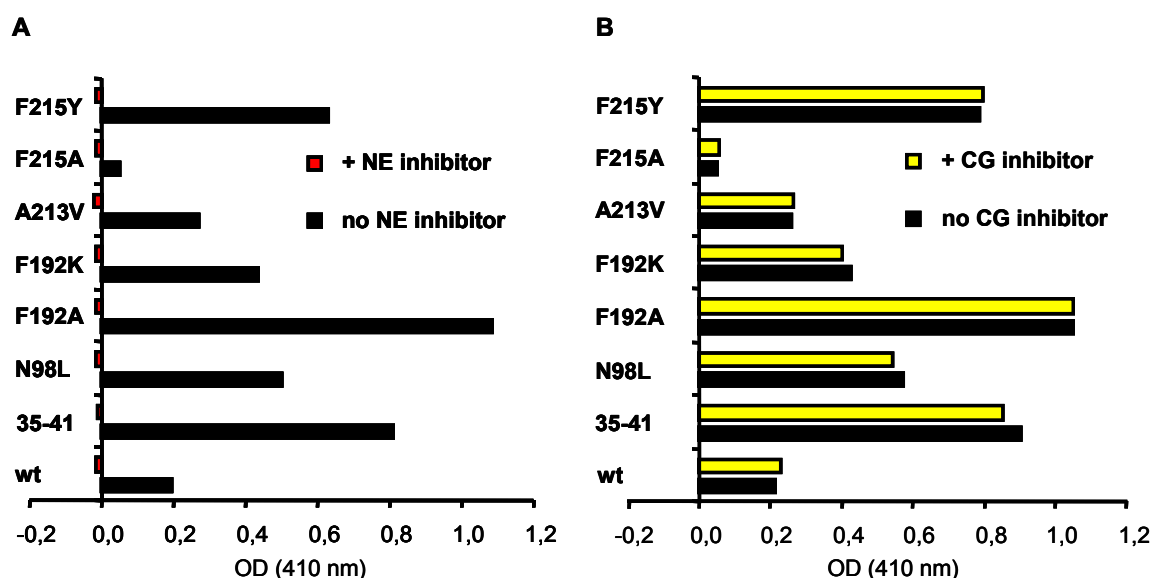 A
F215Y
F215A
A213V
F192K
F192A
N98L
35-41
wt
+ NE inhibitor
no NE inhibitor
-0,2 0,0 0,2 0,4 0,6 0,8 1,0 1,2
OD (410 nm)
B
F215Y
F215A
A213V
F192K
F192A
N98L
35-41
wt
+ CG inhibitor
no CG inhibitor
-0,2 0,0 0,2 0,4 0,6 0,8 1,0 1,2
OD (410 nm)